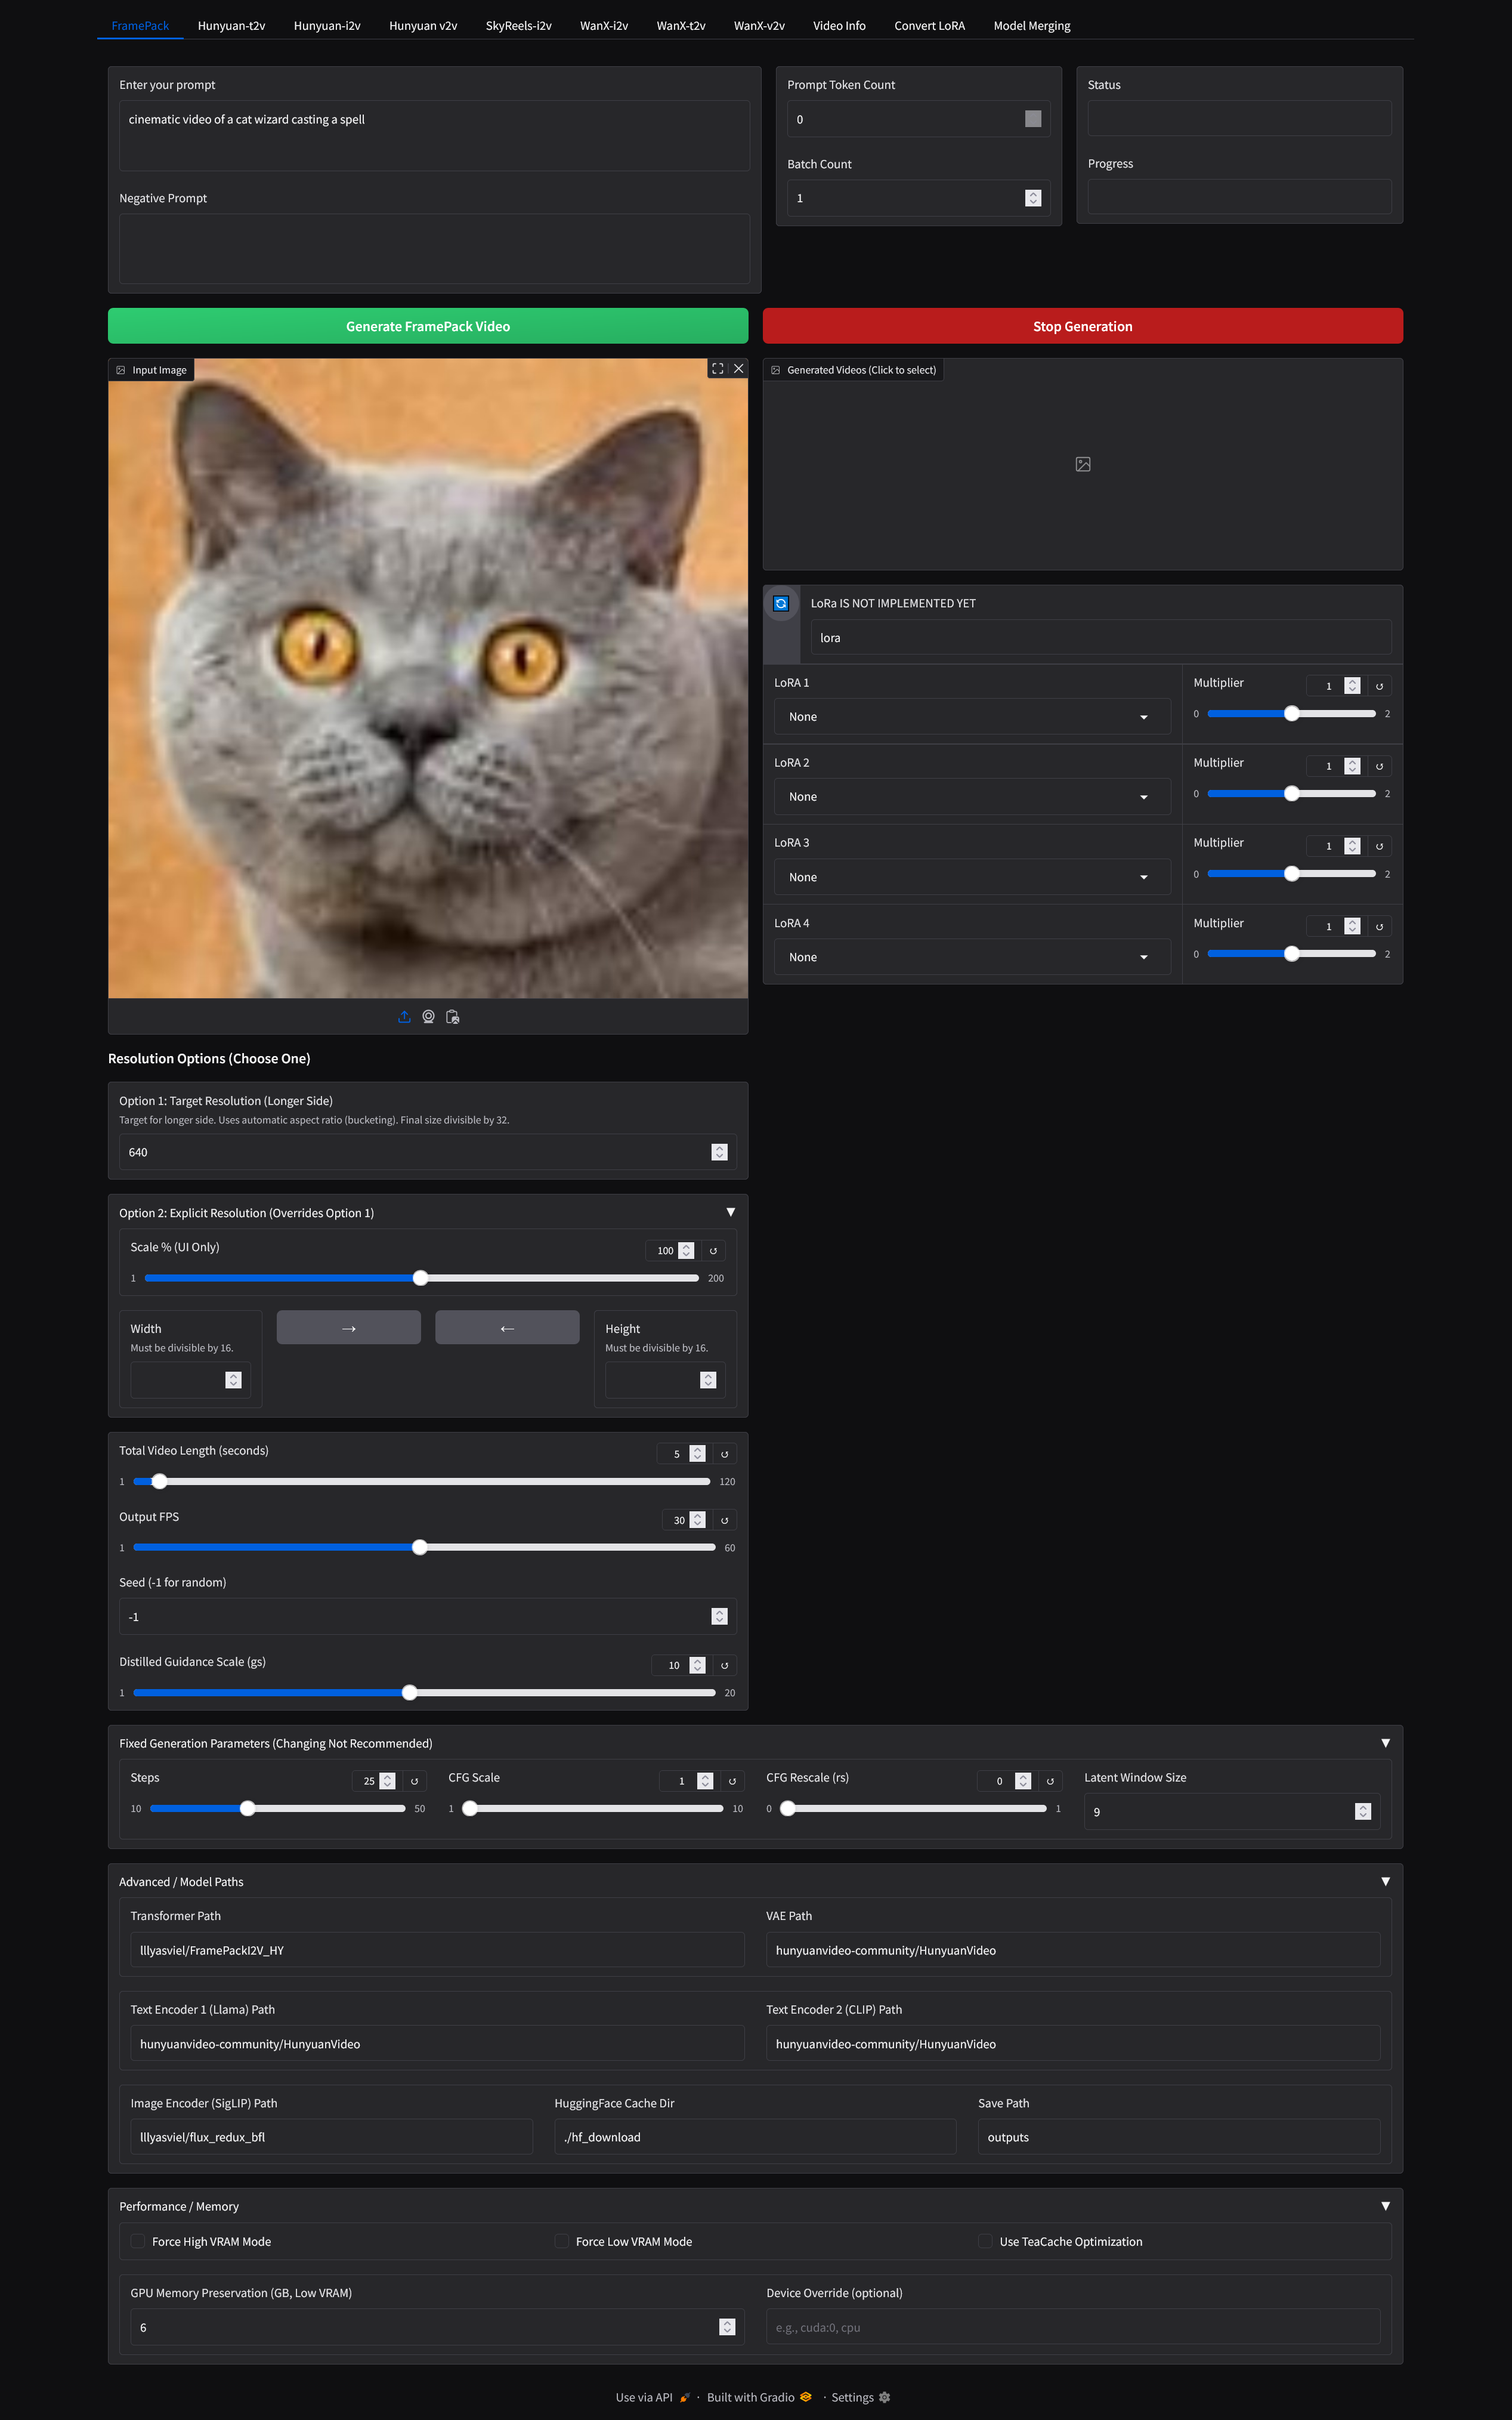 FramePack Hunyuan-t2v Hunyuan-i2v Hunyuan v2v SkyReels-i2v WanX-i2v WanX-t2v WanX-v2v Video Info Convert LoRA Model Merging
Enter your prompt
cinematic video of a cat wizard casting a spell
Negative Prompt
Prompt Token Count
0
Batch Count
1
Status
Progress
Generate FramePack Video
Stop Generation
Input Image
Generated Videos (Click to select)
LoRa IS NOT IMPLEMENTED YET
lora
LoRA 1
None
Multiplier
1
0 2
LoRA 2
None
Multiplier
1
0 2
LoRA 3
None
Multiplier
1
0 2
LoRA 4
None
Multiplier
1
0 2
Resolution Options (Choose One)
Option 1: Target Resolution (Longer Side)
Target for longer side. Uses automatic aspect ratio (bucketing). Final size divisible by 32.
640
Option 2: Explicit Resolution (Overrides Option 1)
▼
Scale % (UI Only)
100
1 200
Width
Must be divisible by 16.
→
←
Height
Must be divisible by 16.
Total Video Length (seconds)
5
1 120
Output FPS
30
1 60
Seed (-1 for random)
-1
Distilled Guidance Scale (gs)
10
1 20
Fixed Generation Parameters (Changing Not Recommended)
▼
Steps
25
10 50
CFG Scale
1
1 10
CFG Rescale (rs)
0
0 1
Latent Window Size
9
Advanced / Model Paths
▼
Transformer Path
lllyasviel/FramePackI2V_HY
VAE Path
hunyuanvideo-community/HunyuanVideo
Text Encoder 1 (Llama) Path
hunyuanvideo-community/HunyuanVideo
Text Encoder 2 (CLIP) Path
hunyuanvideo-community/HunyuanVideo
Image Encoder (SigLIP) Path
lllyasviel/flux_redux_bfl
HuggingFace Cache Dir
./hf_download
Save Path
outputs
Performance / Memory
▼
Force High VRAM Mode
Force Low VRAM Mode
Use TeaCache Optimization
GPU Memory Preservation (GB, Low VRAM)
6
Device Override (optional)
e.g., cuda:0, cpu
Use via API · Built with Gradio · Settings